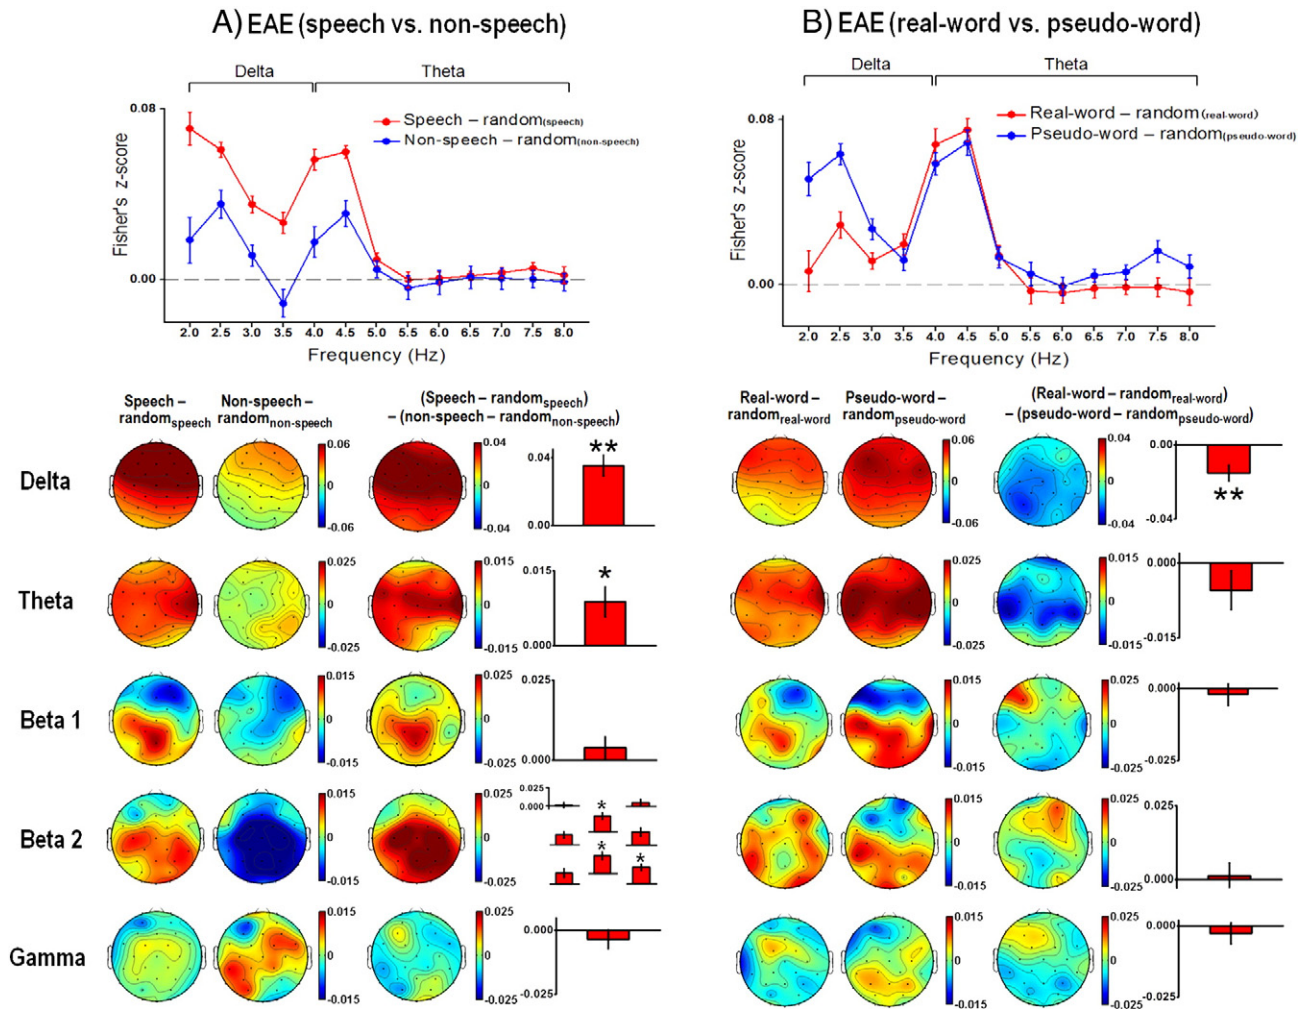 A) EAE (speech vs. non-speech)
Delta
Theta
0.08
0.00
Fisher's z-score
Speech – random(speech)
Non-speech – random(non-speech)
2.0 2.5 3.0 3.5 4.0 4.5 5.0 5.5 6.0 6.5 7.0 7.5 8.0
Frequency (Hz)
B) EAE (real-word vs. pseudo-word)
Delta
Theta
0.08
0.00
Fisher's z-score
Real-word – random(real-word)
Pseudo-word – random(pseudo-word)
2.0 2.5 3.0 3.5 4.0 4.5 5.0 5.5 6.0 6.5 7.0 7.5 8.0
Frequency (Hz)
Speech –
random speech
Non-speech –
random non-speech
(Speech – random speech)
– (non-speech – random non-speech)
Real-word –
random real-word
Pseudo-word –
random pseudo-word
(Real-word – random real-word)
– (pseudo-word – random pseudo-word)
Delta
0.06
0
-0.06
0.04
0
-0.04
0.04
0.00
**
0.06
0
-0.06
0.04
0
-0.04
0.00
-0.04
**
Theta
0.025
0
-0.025
0.015
0
-0.015
0.015
0.000
*
0.025
0
-0.025
0.015
0
-0.015
0.000
-0.015
Beta 1
0.015
0
-0.015
0.025
0
-0.025
0.025
0.000
0.015
0
-0.015
0.025
0
-0.025
0.000
-0.025
Beta 2
0.015
0
-0.015
0.025
0
-0.025
0.025
0.000
*
*
*
0.015
0
-0.015
0.025
0
-0.025
0.025
0.000
Gamma
0.015
0
-0.015
0.025
0
-0.025
0.000
-0.025
0.015
0
-0.015
0.025
0
-0.025
0.000
-0.025